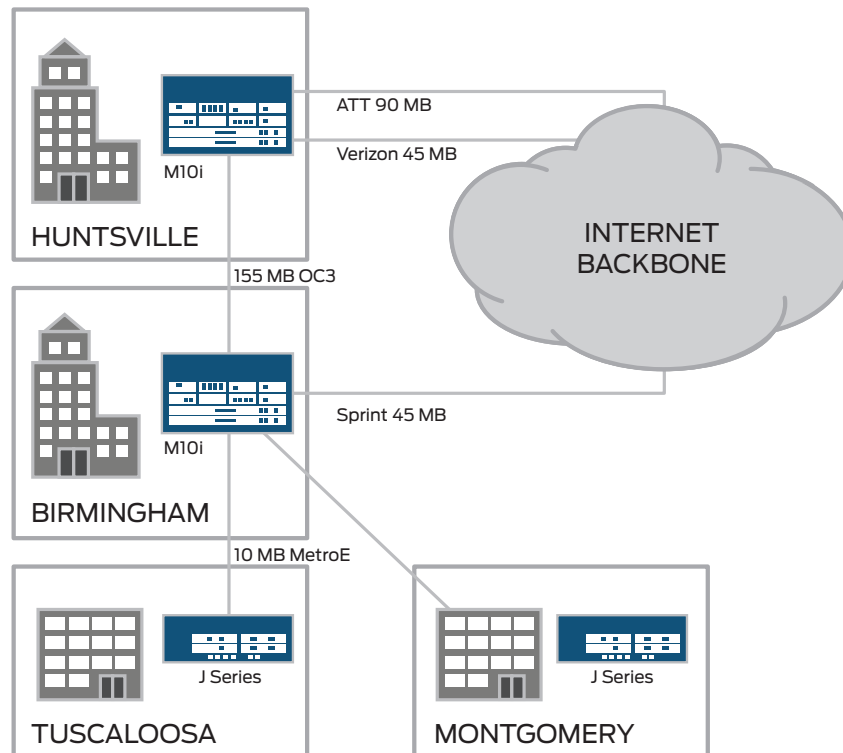 ATT 90 MB
Verizon 45 MB
M10i
HUNTSVILLE
INTERNET
BACKBONE
155 MB OC3
Sprint 45 MB
M10i
BIRMINGHAM
10 MB MetroE
J Series
TUSCALOOSA
J Series
MONTGOMERY